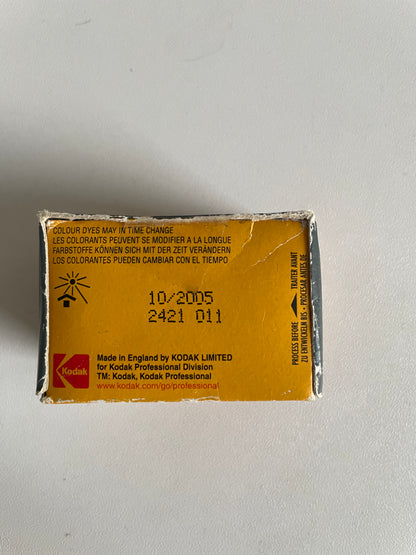 COLOUR DYES MAY IN TIME CHANGE
LES COLORANTS PEUVENT SE MODIFIER A LA LONGUE
FARBSTOFFE KÖNNEN SICH MIT DER ZEIT VERÄNDERN
LOS COLORANTES PUEDEN CAMBIAR CON EL TIEMPO
10/2005
2421 011
PROCESS BEFORE TRAITER AVANT
ZU ENTWICKELN BIS - PROCESAR ANTES DE
Kodak
Made in England by KODAK LIMITED
for Kodak Professional Division
TM: Kodak, Kodak Professional
www.kodak.com/go/professional